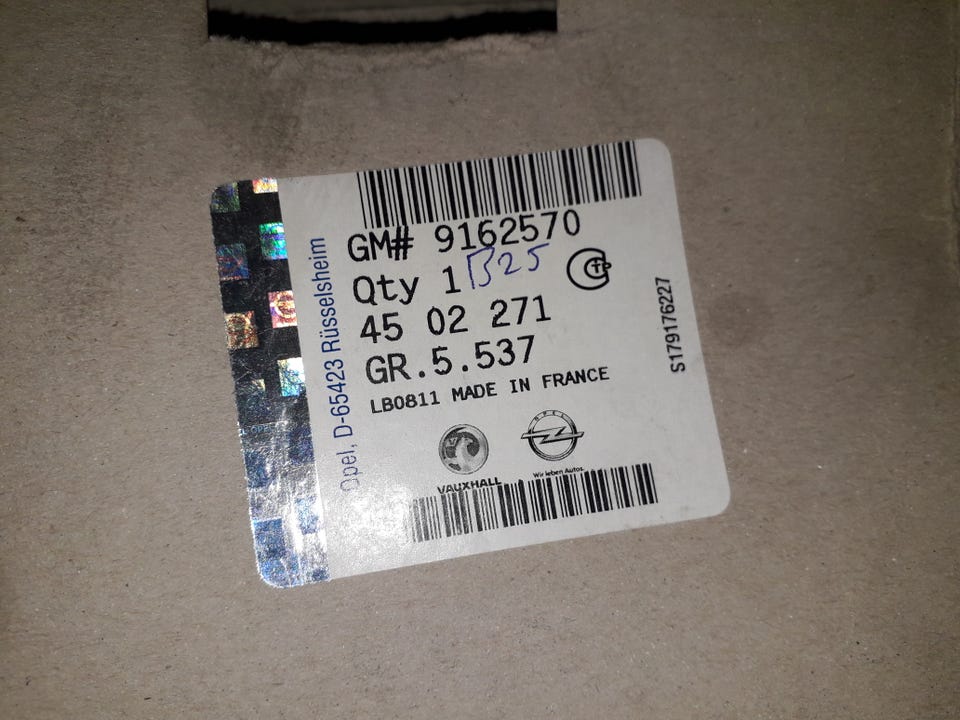 GM# 9162570
Qty 1 B25
45 02 271
GR.5.537
LB0811 MADE IN FRANCE
VAUXHALL
OPEL
Wir leben Autos.
Opel, D-65423 Rüsselsheim
S179176227